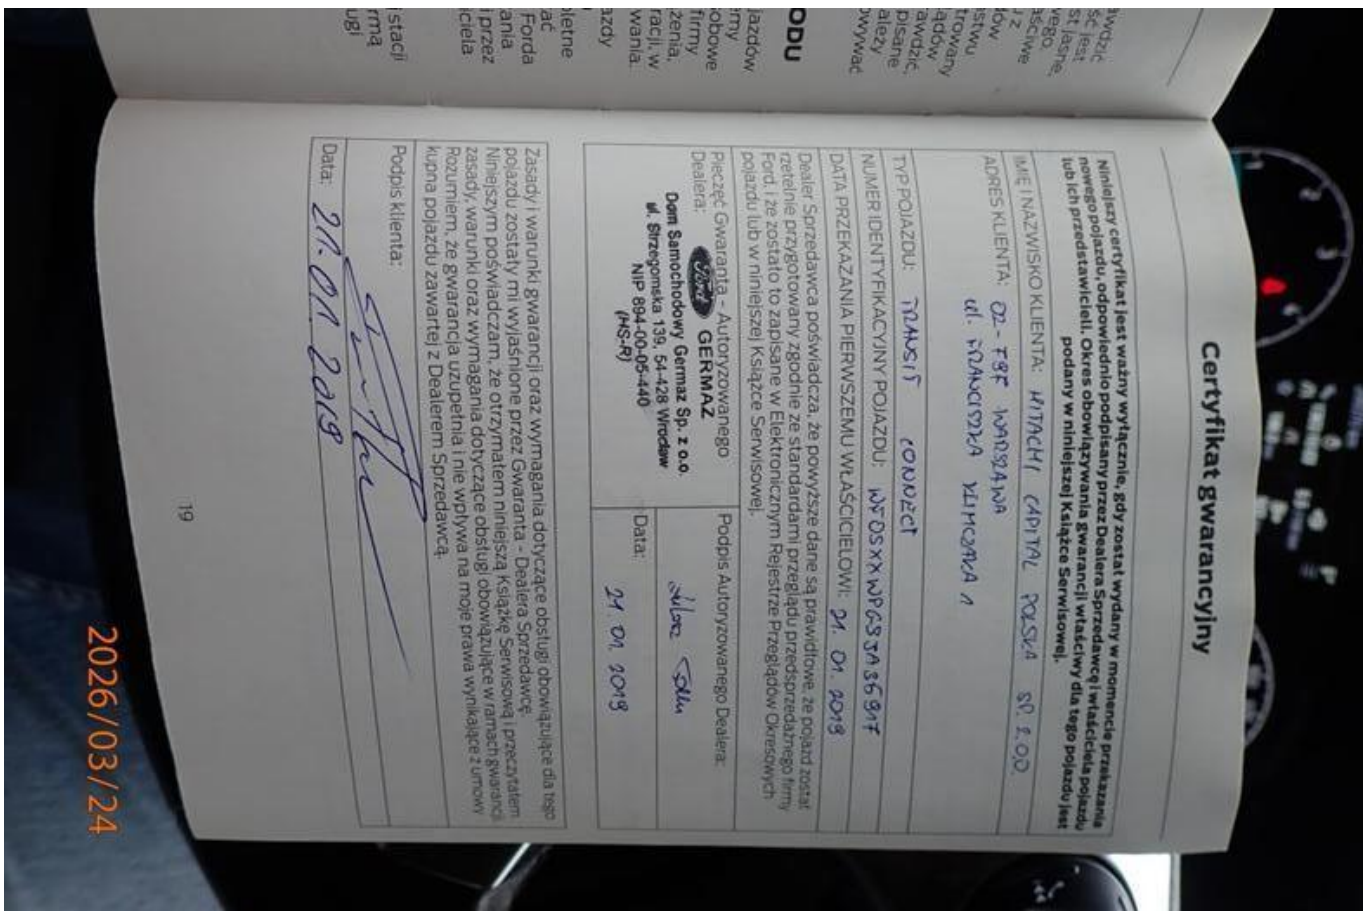 Certyfikat gwarancyjny
Niniejszy certyfikat jest ważny wyłącznie, gdy został wydany w momencie przekazania
nowego pojazdu, odpowiednio podpisany przez Dealera Sprzedawcę i właściciela pojazdu
lub ich przedstawicieli. Okres obowiązywania gwarancji właściwy dla tego pojazdu jest
podany w niniejszej Książce Serwisowej.
IMIĘ I NAZWISKO KLIENTA: HITACHI CAPITAL POLSKA SP. Z.O.O.
ADRES KLIENTA: 02-797 WARSZAWA
ul. FRANCISZKA KLIMCZAKA 1
TYP POJAZDU: TRANSIT CONNECT
NUMER IDENTYFIKACYJNY POJAZDU: WF0SXXWPGSJA36917
DATA PRZEKAZANIA PIERWSZEMU WŁAŚCICIELOWI: 21. 01. 2019
Dealer Sprzedawca poświadcza, że powyższe dane są prawidłowe, że pojazd został
rzetelnie przygotowany zgodnie ze standardami przeglądu przedsprzedażnego firmy
Ford, i że zostało to zapisane w Elektronicznym Rejestrze Przeglądów Okresowych
pojazdu lub w niniejszej Książce Serwisowej.
Pieczęć Gwaranta - Autoryzowanego
Dealera:
Ford GERMAZ
Dom Samochodowy Germaz Sp. z o.o.
ul. Strzegomska 139, 54-428 Wrocław
NIP 894-00-05-440
(HS-R)
Podpis Autoryzowanego Dealera:
Data: 21. 01. 2019
Zasady i warunki gwarancji oraz wymagania dotyczące obsługi obowiązujące dla tego
pojazdu zostały mi wyjaśnione przez Gwaranta - Dealera Sprzedawcę.
Niniejszym poświadczam, że otrzymałem niniejszą Książkę Serwisową i przeczytałem
zasady, warunki oraz wymagania dotyczące obsługi obowiązujące w ramach gwarancji.
Rozumiem, że gwarancja uzupełnia i nie wpływa na moje prawa wynikające z umowy
kupna pojazdu zawartej z Dealerem Sprzedawcą.
Podpis klienta:
Data: 21. 01. 2019
19
2026/03/24